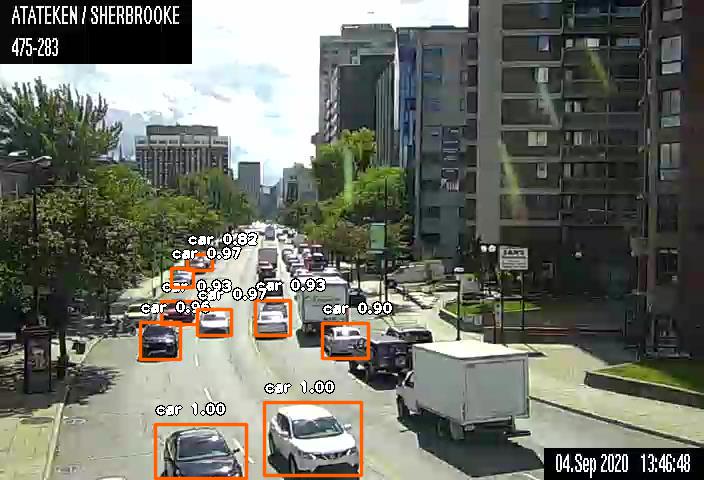 ATATEKEN / SHERBROOKE
475-283
car 0.82
car 0.97
car 0.93
car 0.97
car 0.93
car 0.96
car 0.90
car 1.00
car 1.00
04.Sep 2020 13:46:48